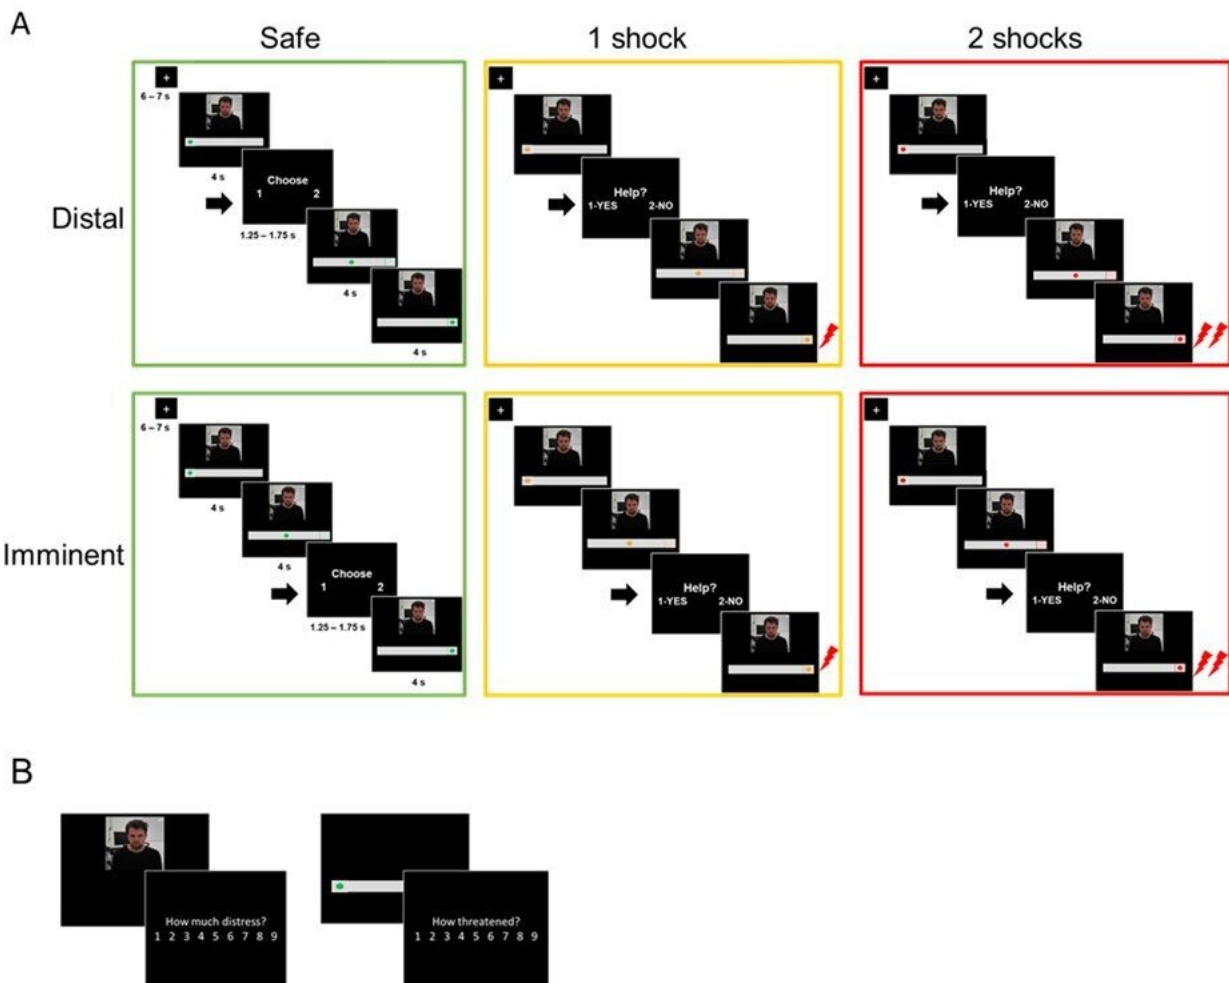 A
Safe
1 shock
2 shocks
Distal
+
6 – 7 s
4 s
Choose
1 2
1.25 – 1.75 s
4 s
4 s
+
Help?
1-YES 2-NO
+
Help?
1-YES 2-NO
Imminent
+
6 – 7 s
4 s
4 s
Choose
1 2
1.25 – 1.75 s
4 s
+
Help?
1-YES 2-NO
+
Help?
1-YES 2-NO
B
How much distress?
1 2 3 4 5 6 7 8 9
How threatened?
1 2 3 4 5 6 7 8 9